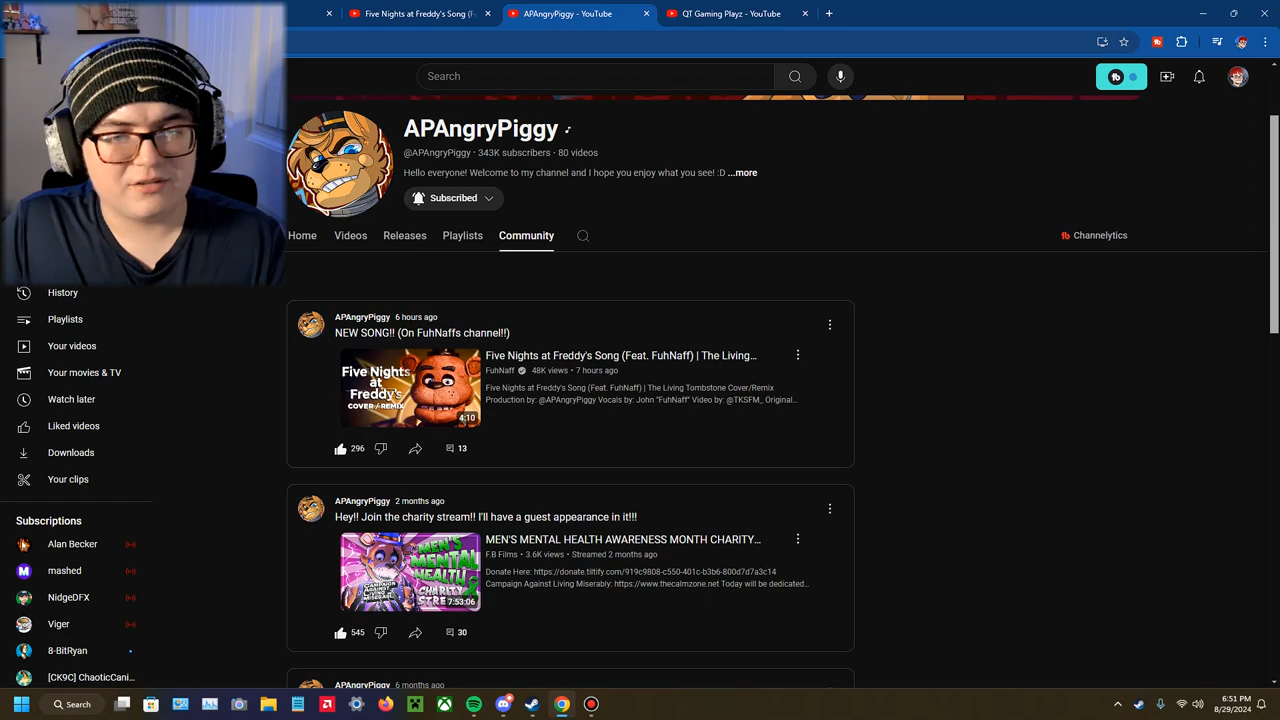 Five Nights at Freddy's Song (F
APAngryPiggy - YouTube
QT Gaming Playz - YouTube
Search
APAngryPiggy
@APAngryPiggy · 343K subscribers · 80 videos
Hello everyone! Welcome to my channel and I hope you enjoy what you see! :D ...more
Subscribed
Home
Videos
Releases
Playlists
Community
Channelytics
History
Playlists
Your videos
Your movies & TV
Watch later
Liked videos
Downloads
Your clips
Subscriptions
Alan Becker
mashed
NidgeDFX
Viger
8-BitRyan
[CK9C] ChaoticCani...
APAngryPiggy 6 hours ago
NEW SONG!! (On FuhNaffs channel!!)
Five Nights
at
Freddy's
COVER / REMIX
4:10
Five Nights at Freddy's Song (Feat. FuhNaff) | The Living...
FuhNaff 48K views · 7 hours ago
Five Nights at Freddy's Song (Feat. FuhNaff) | The Living Tombstone Cover/Remix
Production by: @APAngryPiggy Vocals by: John "FuhNaff" Video by: @TKSFM_ Original...
296
13
APAngryPiggy 2 months ago
Hey!! Join the charity stream!! I'll have a guest appearance in it!!!
MEN'S
MENTAL
HEALTH
CHARITY
STRE
CAMPAIGN
AGAINST
LIVING
MISERABLY
7:53:06
MEN'S MENTAL HEALTH AWARENESS MONTH CHARITY...
F.B Films · 3.6K views · Streamed 2 months ago
Donate Here: https://donate.tiltify.com/919c9808-c550-401c-b3b6-800d7d7a3c14
Campaign Against Living Miserably: https://www.thecalmzone.net Today will be dedicated...
545
30
APAngryPiggy 6 months ago
Search
6:51 PM
8/29/2024